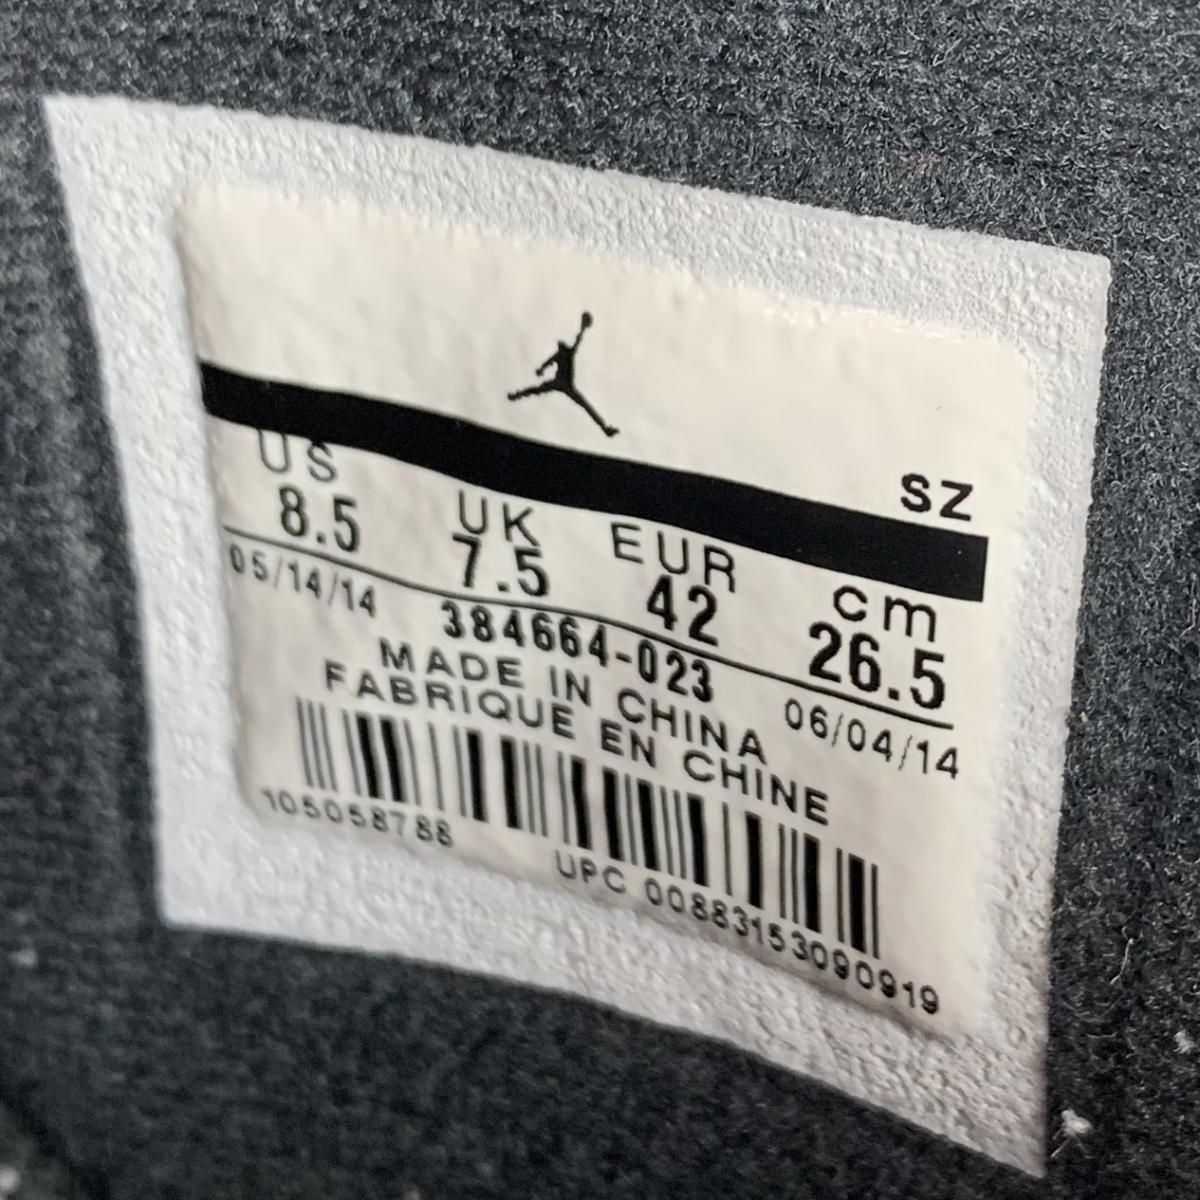 SZ
US UK EUR cm
8.5 7.5 42 26.5
05/14/14 384664-023 06/04/14
MADE IN CHINA
FABRIQUE EN CHINE
105058788
UPC 00883153090919